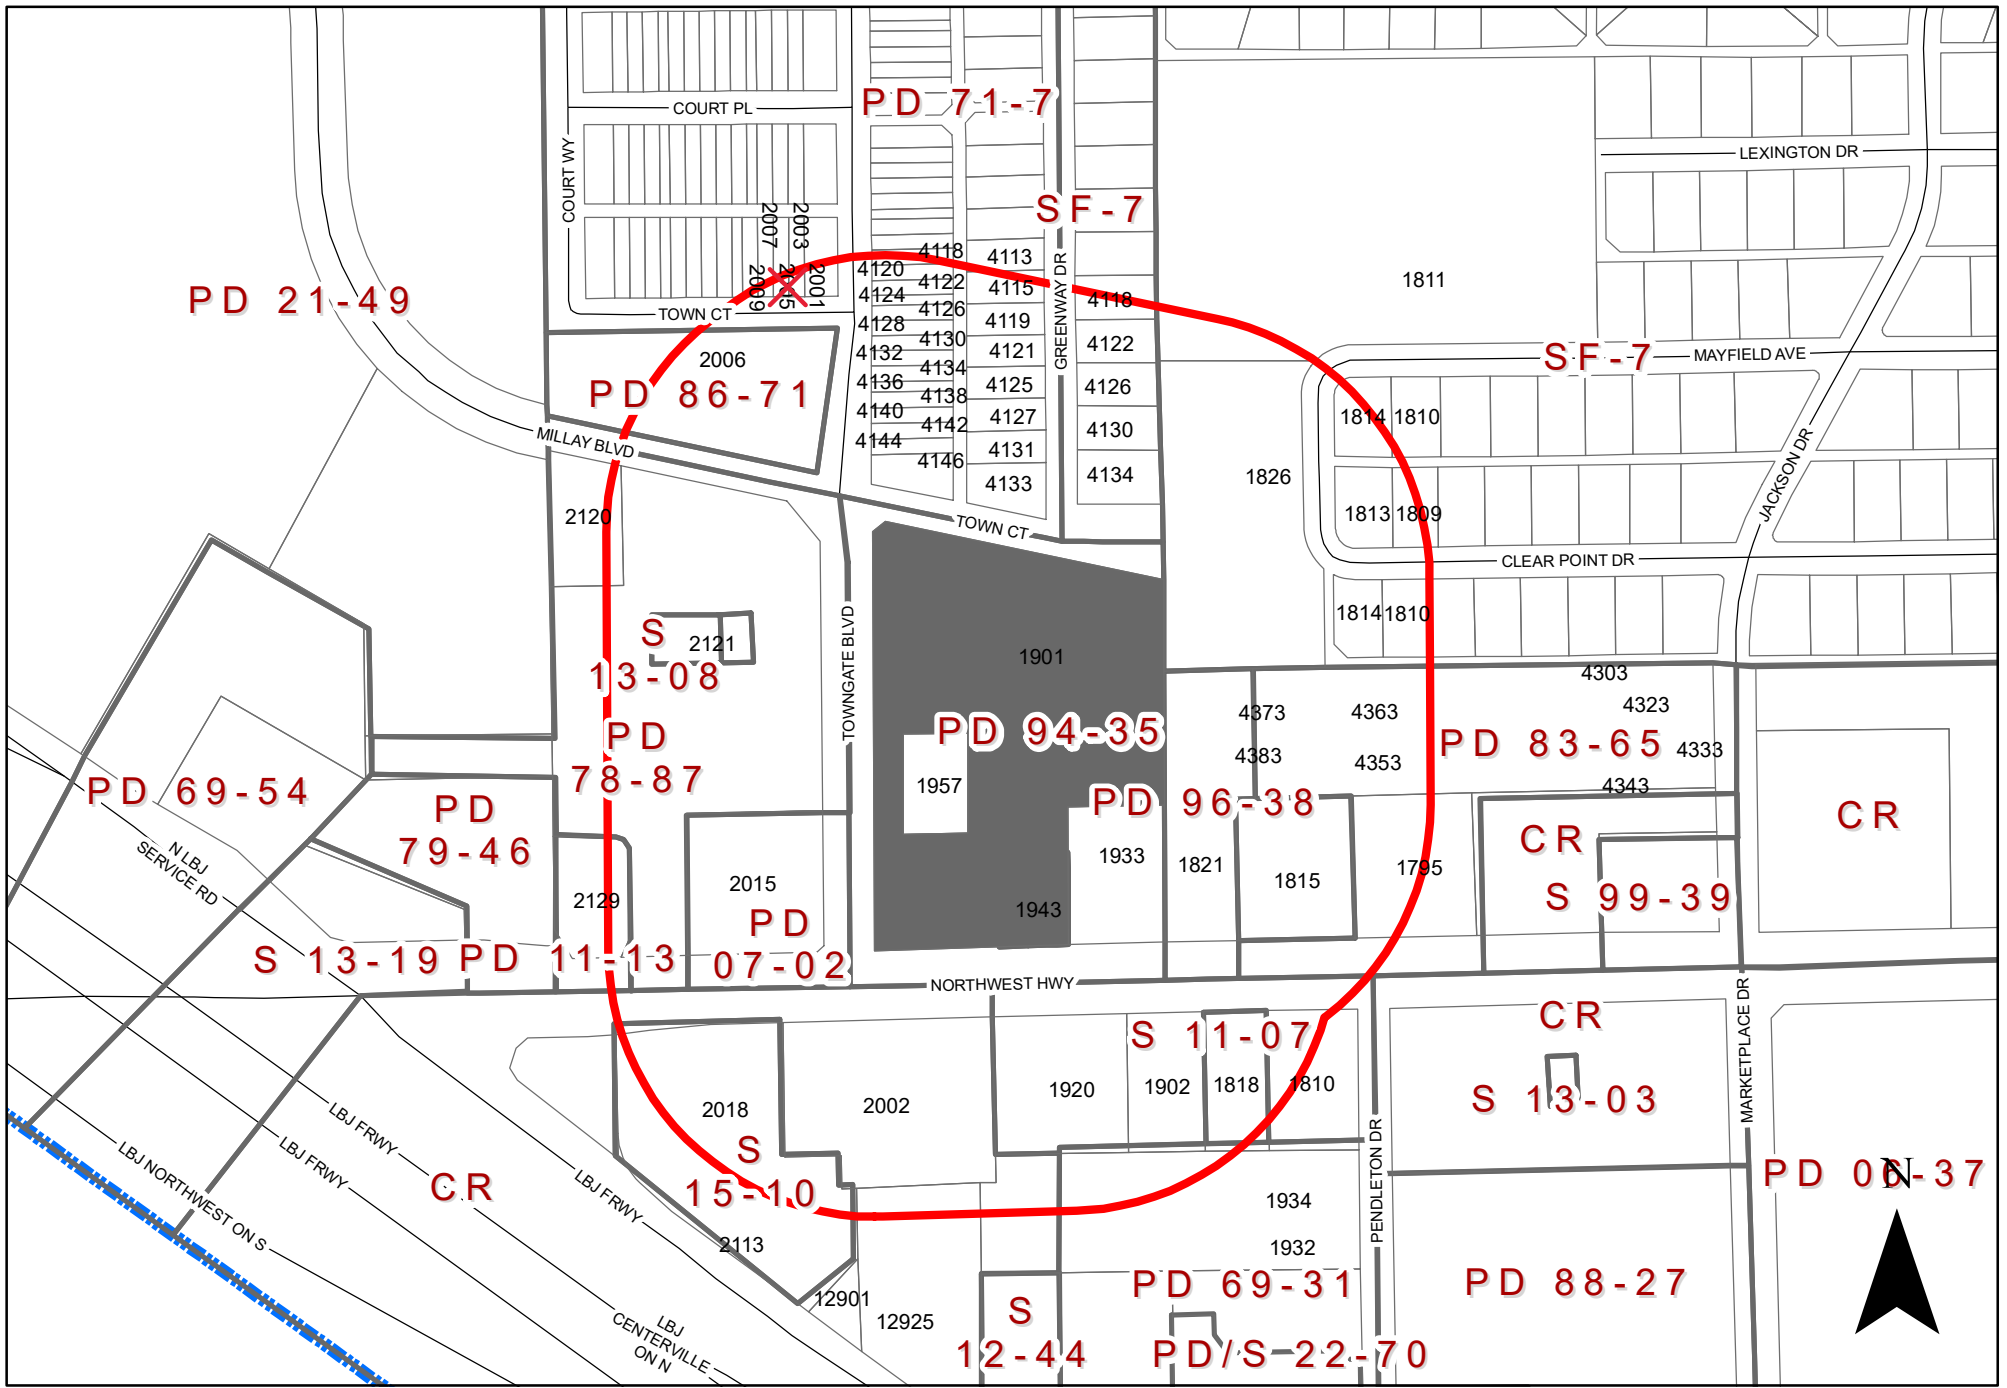 COURT PL
PD 71-7
COURT WY
LEXINGTON DR
2007
2003
SF-7
PD 21-49
2009
2001
4118
4113
4120
4122
4115
4124
4126
4118
1811
TOWN CT
4128
4119
GREENWAY DR
4130
4121
4122
2006
4132
4134
SF-7
MAYFIELD AVE
PD 86-71
4136
4138
4125
4126
4140
4142
4127
1814
1810
4144
4146
4131
4130
MILLAY BLVD
4133
4134
1826
JACKSON DR
2120
1813
1809
TOWN CT
CLEAR POINT DR
1814
1810
S
13-08
2121
TOWNGATE BLVD
1901
4303
4323
4373
4363
PD 94-35
PD
78-87
4383
4353
PD 83-65
4333
4343
PD 69-54
PD
79-46
1957
PD 96-38
CR
CR
N LBJ
SERVICE RD
1933
1821
1815
1795
2129
2015
1943
S 99-39
PD
07-02
S 13-19
PD 11-13
NORTHWEST HWY
MARKETPLACE DR
CR
S 11-07
1920
1902
1818
1810
S 13-03
2018
2002
S
15-10
LBJ FRWY
LBJ FRWY
LBJ NORTHWEST ON S
CR
LBJ FRWY
PENDLETON DR
PD 06-37
N
1934
1932
2113
12901
12925
PD 69-31
PD 88-27
S
12-44
PD/S 22-70
LBJ
CENTERVILLE
ON N